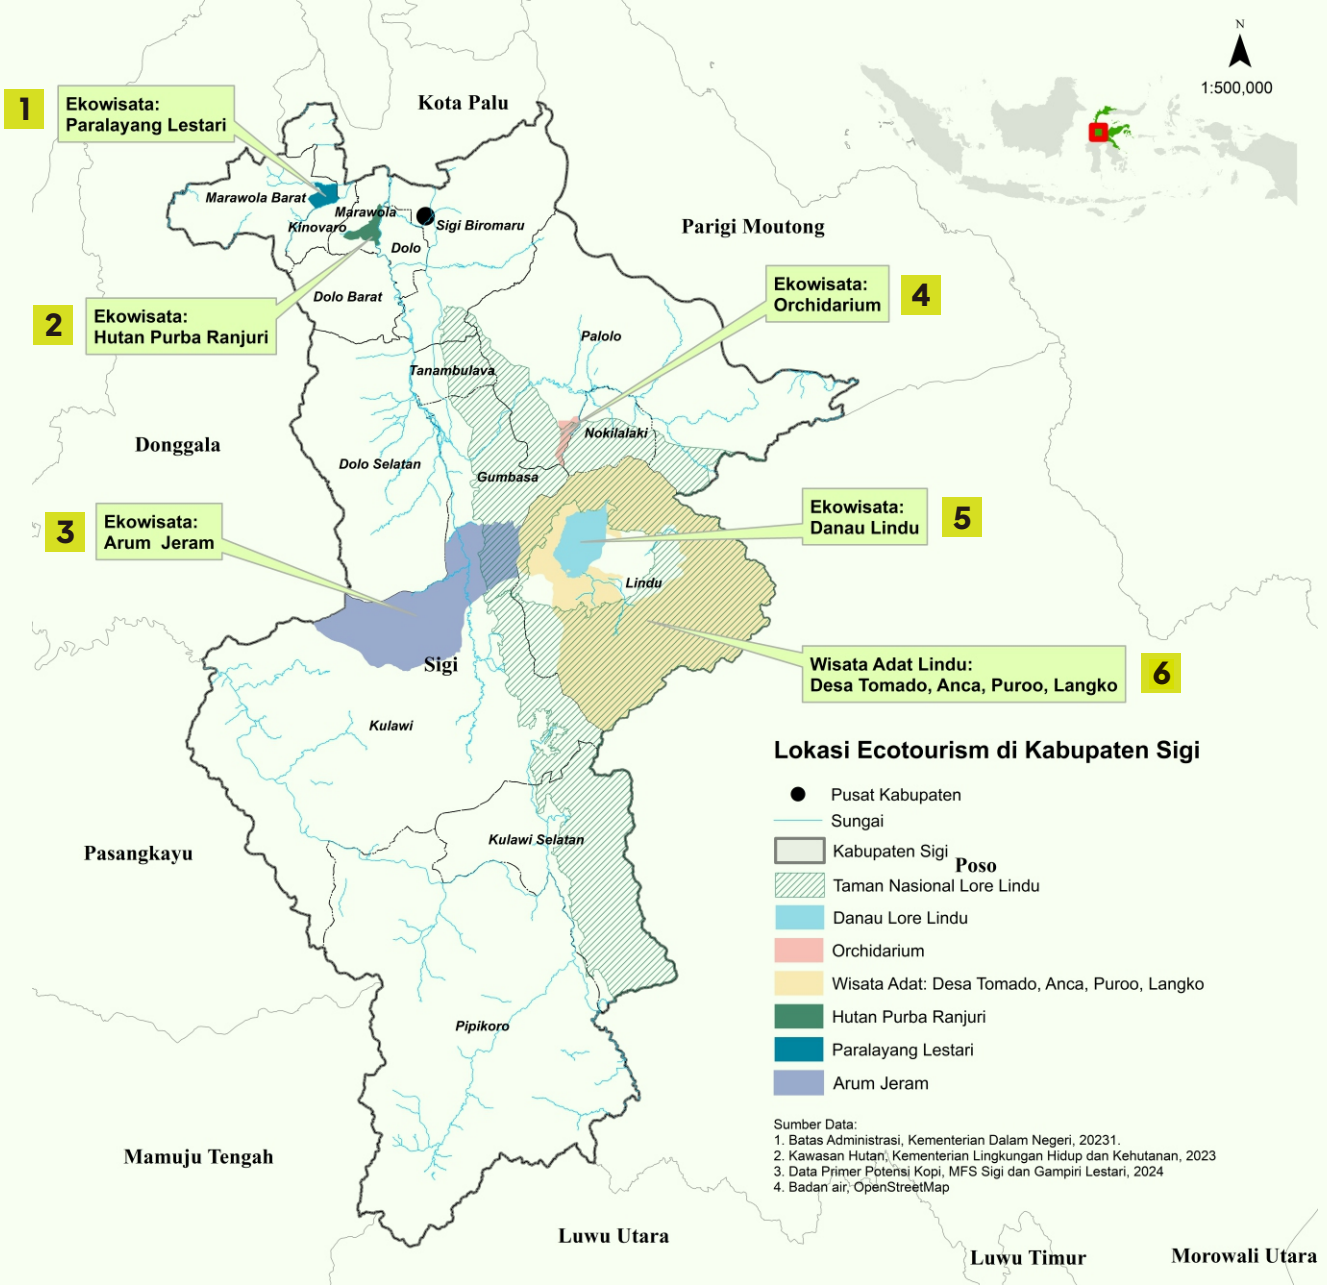 N
1:500,000
Kota Palu
1
Ekowisata:
Paralayang Lestari
Marawola Barat
Marawola
Kinovaro
Sigi Biromaru
Dolo
Parigi Moutong
4
Ekowisata:
Orchidarium
2
Ekowisata:
Hutan Purba Ranjuri
Dolo Barat
Palolo
Tanambulava
Donggala
Nokilalaki
Dolo Selatan
Gumbasa
3
Ekowisata:
Arum Jeram
5
Ekowisata:
Danau Lindu
Lindu
Sigi
6
Wisata Adat Lindu:
Desa Tomado, Anca, Puroo, Langko
Kulawi
Kulawi Selatan
Pasangkayu
Poso
Pipikoro
Mamuju Tengah
Luwu Utara
Luwu Timur
Morowali Utara
Lokasi Ecotourism di Kabupaten Sigi
Pusat Kabupaten
Sungai
Kabupaten Sigi
Taman Nasional Lore Lindu
Danau Lore Lindu
Orchidarium
Wisata Adat: Desa Tomado, Anca, Puroo, Langko
Hutan Purba Ranjuri
Paralayang Lestari
Arum Jeram
Sumber Data:
1. Batas Administrasi, Kementerian Dalam Negeri, 20231.
2. Kawasan Hutan, Kementerian Lingkungan Hidup dan Kehutanan, 2023
3. Data Primer Potensi Kopi, MFS Sigi dan Gampiri Lestari, 2024
4. Badan air, OpenStreetMap